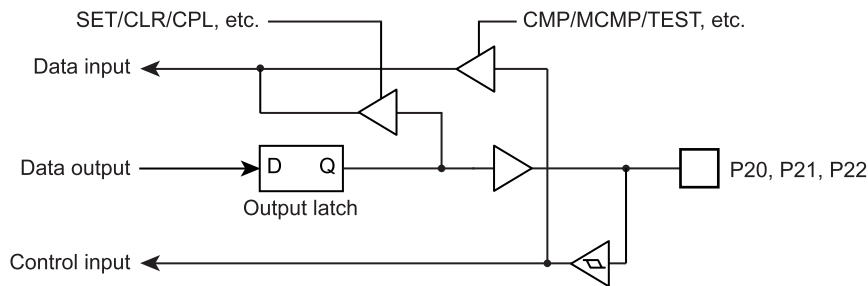 SET/CLR/CPL, etc.
CMP/MCMP/TEST, etc.
Data input
Data output
D
Q
P20, P21, P22
Output latch
Control input